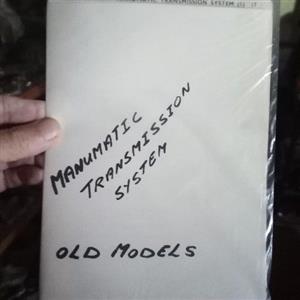 TRANSMISSION SYSTEM
MANUMATIC
TRANSMISSION
SYSTEM
OLD MODELS